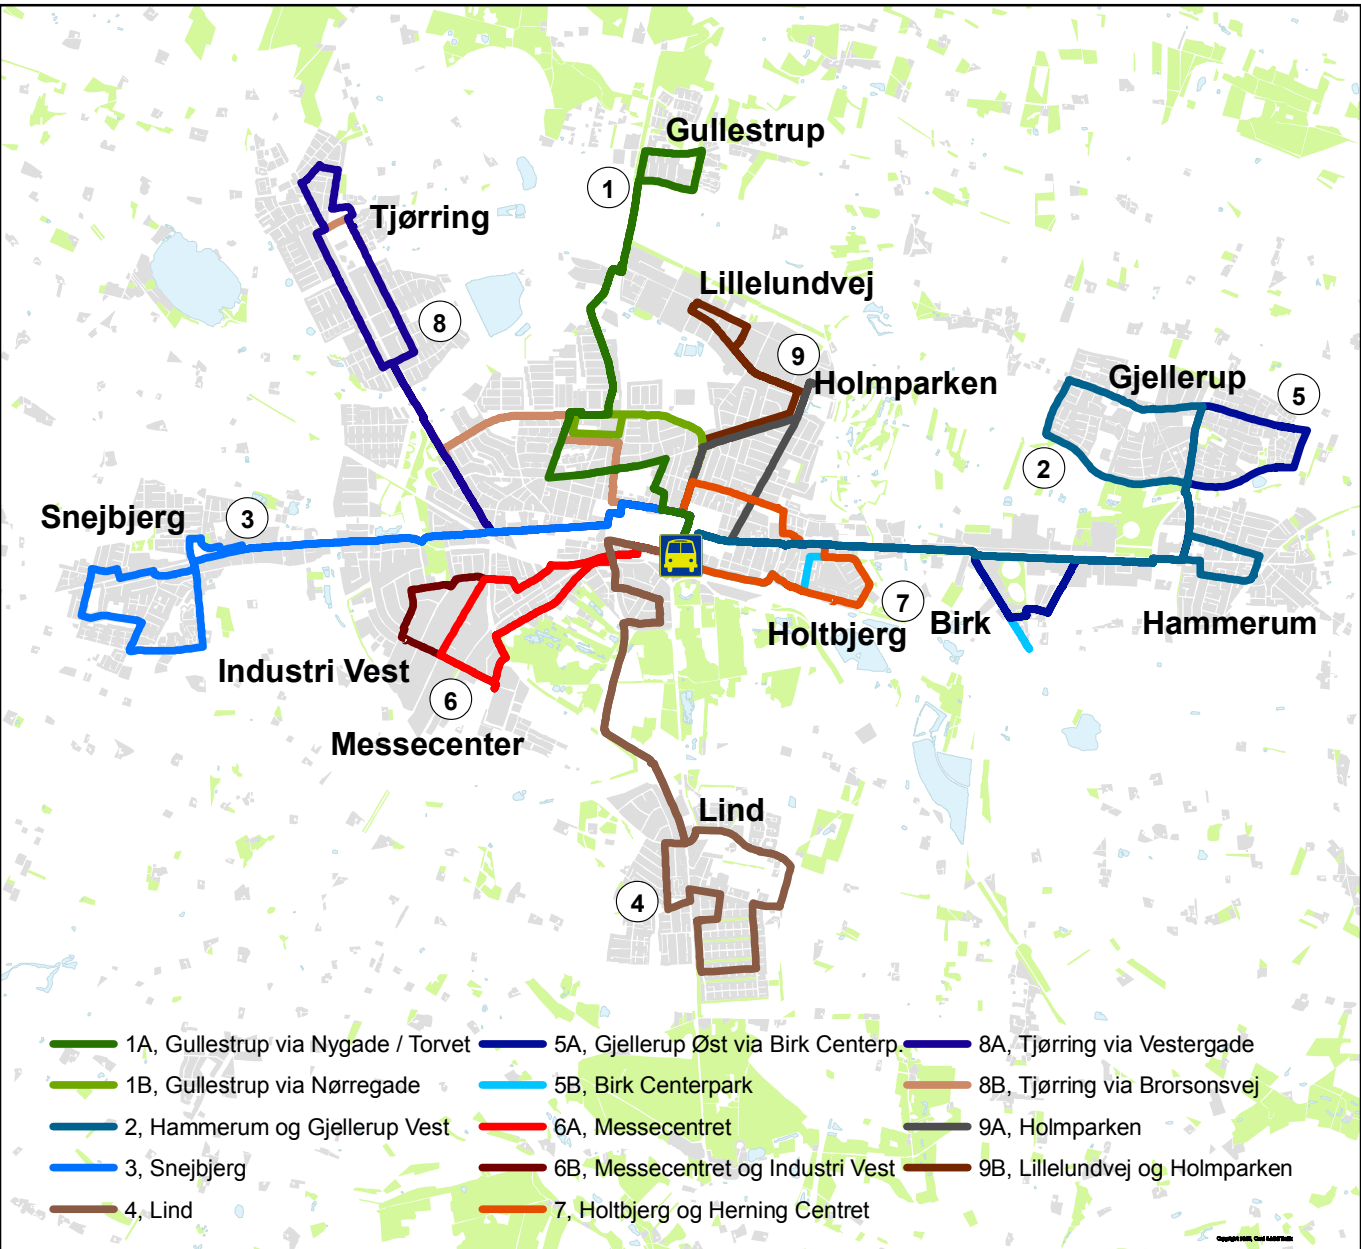 Gullestrup
1
Tjørring
Lillelundvej
8
9
Holmparken
Gjellerup
5
2
Snejbjerg
3
7
Holtbjerg
Birk
Hammerum
Industri Vest
6
Messecenter
Lind
4
1A, Gullestrup via Nygade / Torvet
1B, Gullestrup via Nørregade
2, Hammerum og Gjellerup Vest
3, Snejbjerg
4, Lind
5A, Gjellerup Øst via Birk Centerp.
5B, Birk Centerpark
6A, Messecentret
6B, Messecentret og Industri Vest
7, Holtbjerg og Herning Centret
8A, Tjørring via Vestergade
8B, Tjørring via Brorsonsvej
9A, Holmparken
9B, Lillelundvej og Holmparken